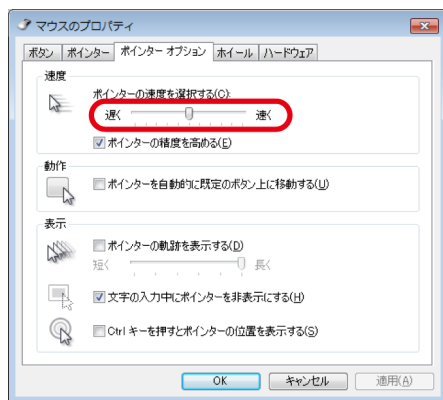 マウスのプロパティ
ボタン ポインター ポインター オプション ホイール ハードウェア
速度
ポインターの速度を選択する(C):
遅く 速く
ポインターの精度を高める(E)
動作
ポインターを自動的に既定のボタン上に移動する(U)
表示
ポインターの軌跡を表示する(D)
短く 長く
文字の入力中にポインターを非表示にする(H)
Ctrl キーを押すとポインターの位置を表示する(S)
OK キャンセル 適用(A)